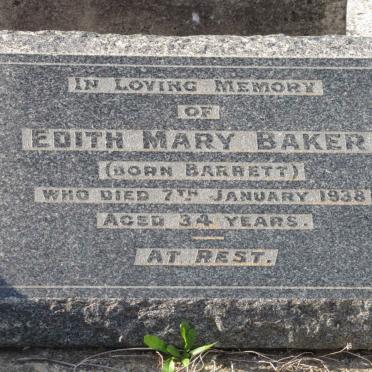 IN LOVING MEMORY
OF
EDITH MARY BAKER
(BORN BARRETT)
WHO DIED 7TH JANUARY 1938
AGED 34 YEARS.
AT REST.